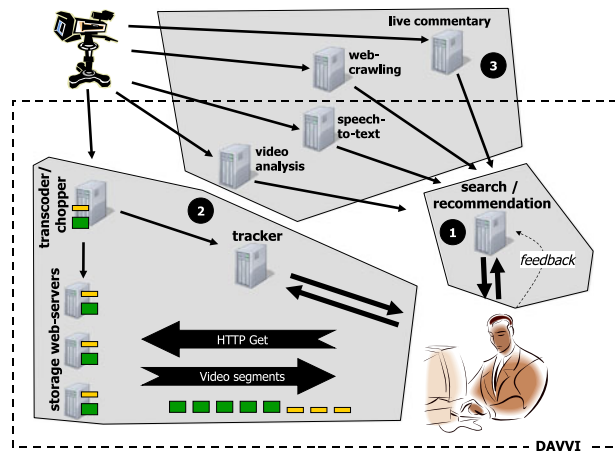 live commentary
web-
crawling
3
speech-
to-text
video
analysis
search /
recommendation
1
feedback
transcoder/
chopper
2
tracker
storage web-servers
HTTP Get
Video segments
DAVVI